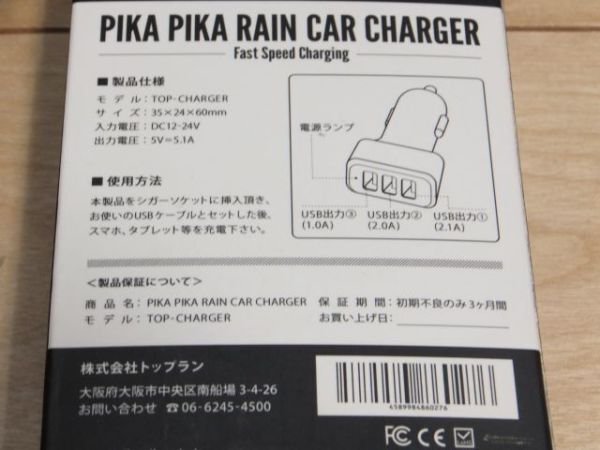 PIKA PIKA RAIN CAR CHARGER
Fast Speed Charging
■ 製品仕様
モデル：TOP-CHARGER
サイズ：35×24×60mm
入力電圧：DC12-24V
出力電圧：5V=5.1A
■ 使用方法
本製品をシガーソケットに挿入頂き、
お使いのUSBケーブルとセットした後、
スマホ、タブレット等を充電下さい。
電源ランプ
USB出力③ USB出力② USB出力①
(1.0A) (2.0A) (2.1A)
＜製品保証について＞
商品名：PIKA PIKA RAIN CAR CHARGER 保証期間：初期不良のみ3ヶ月間
モデル：TOP-CHARGER お買い上げ日：
株式会社トップラン
大阪府大阪市中央区南船場 3-4-26
お問い合わせ ☎06-6245-4500
4589984860276
FC CE